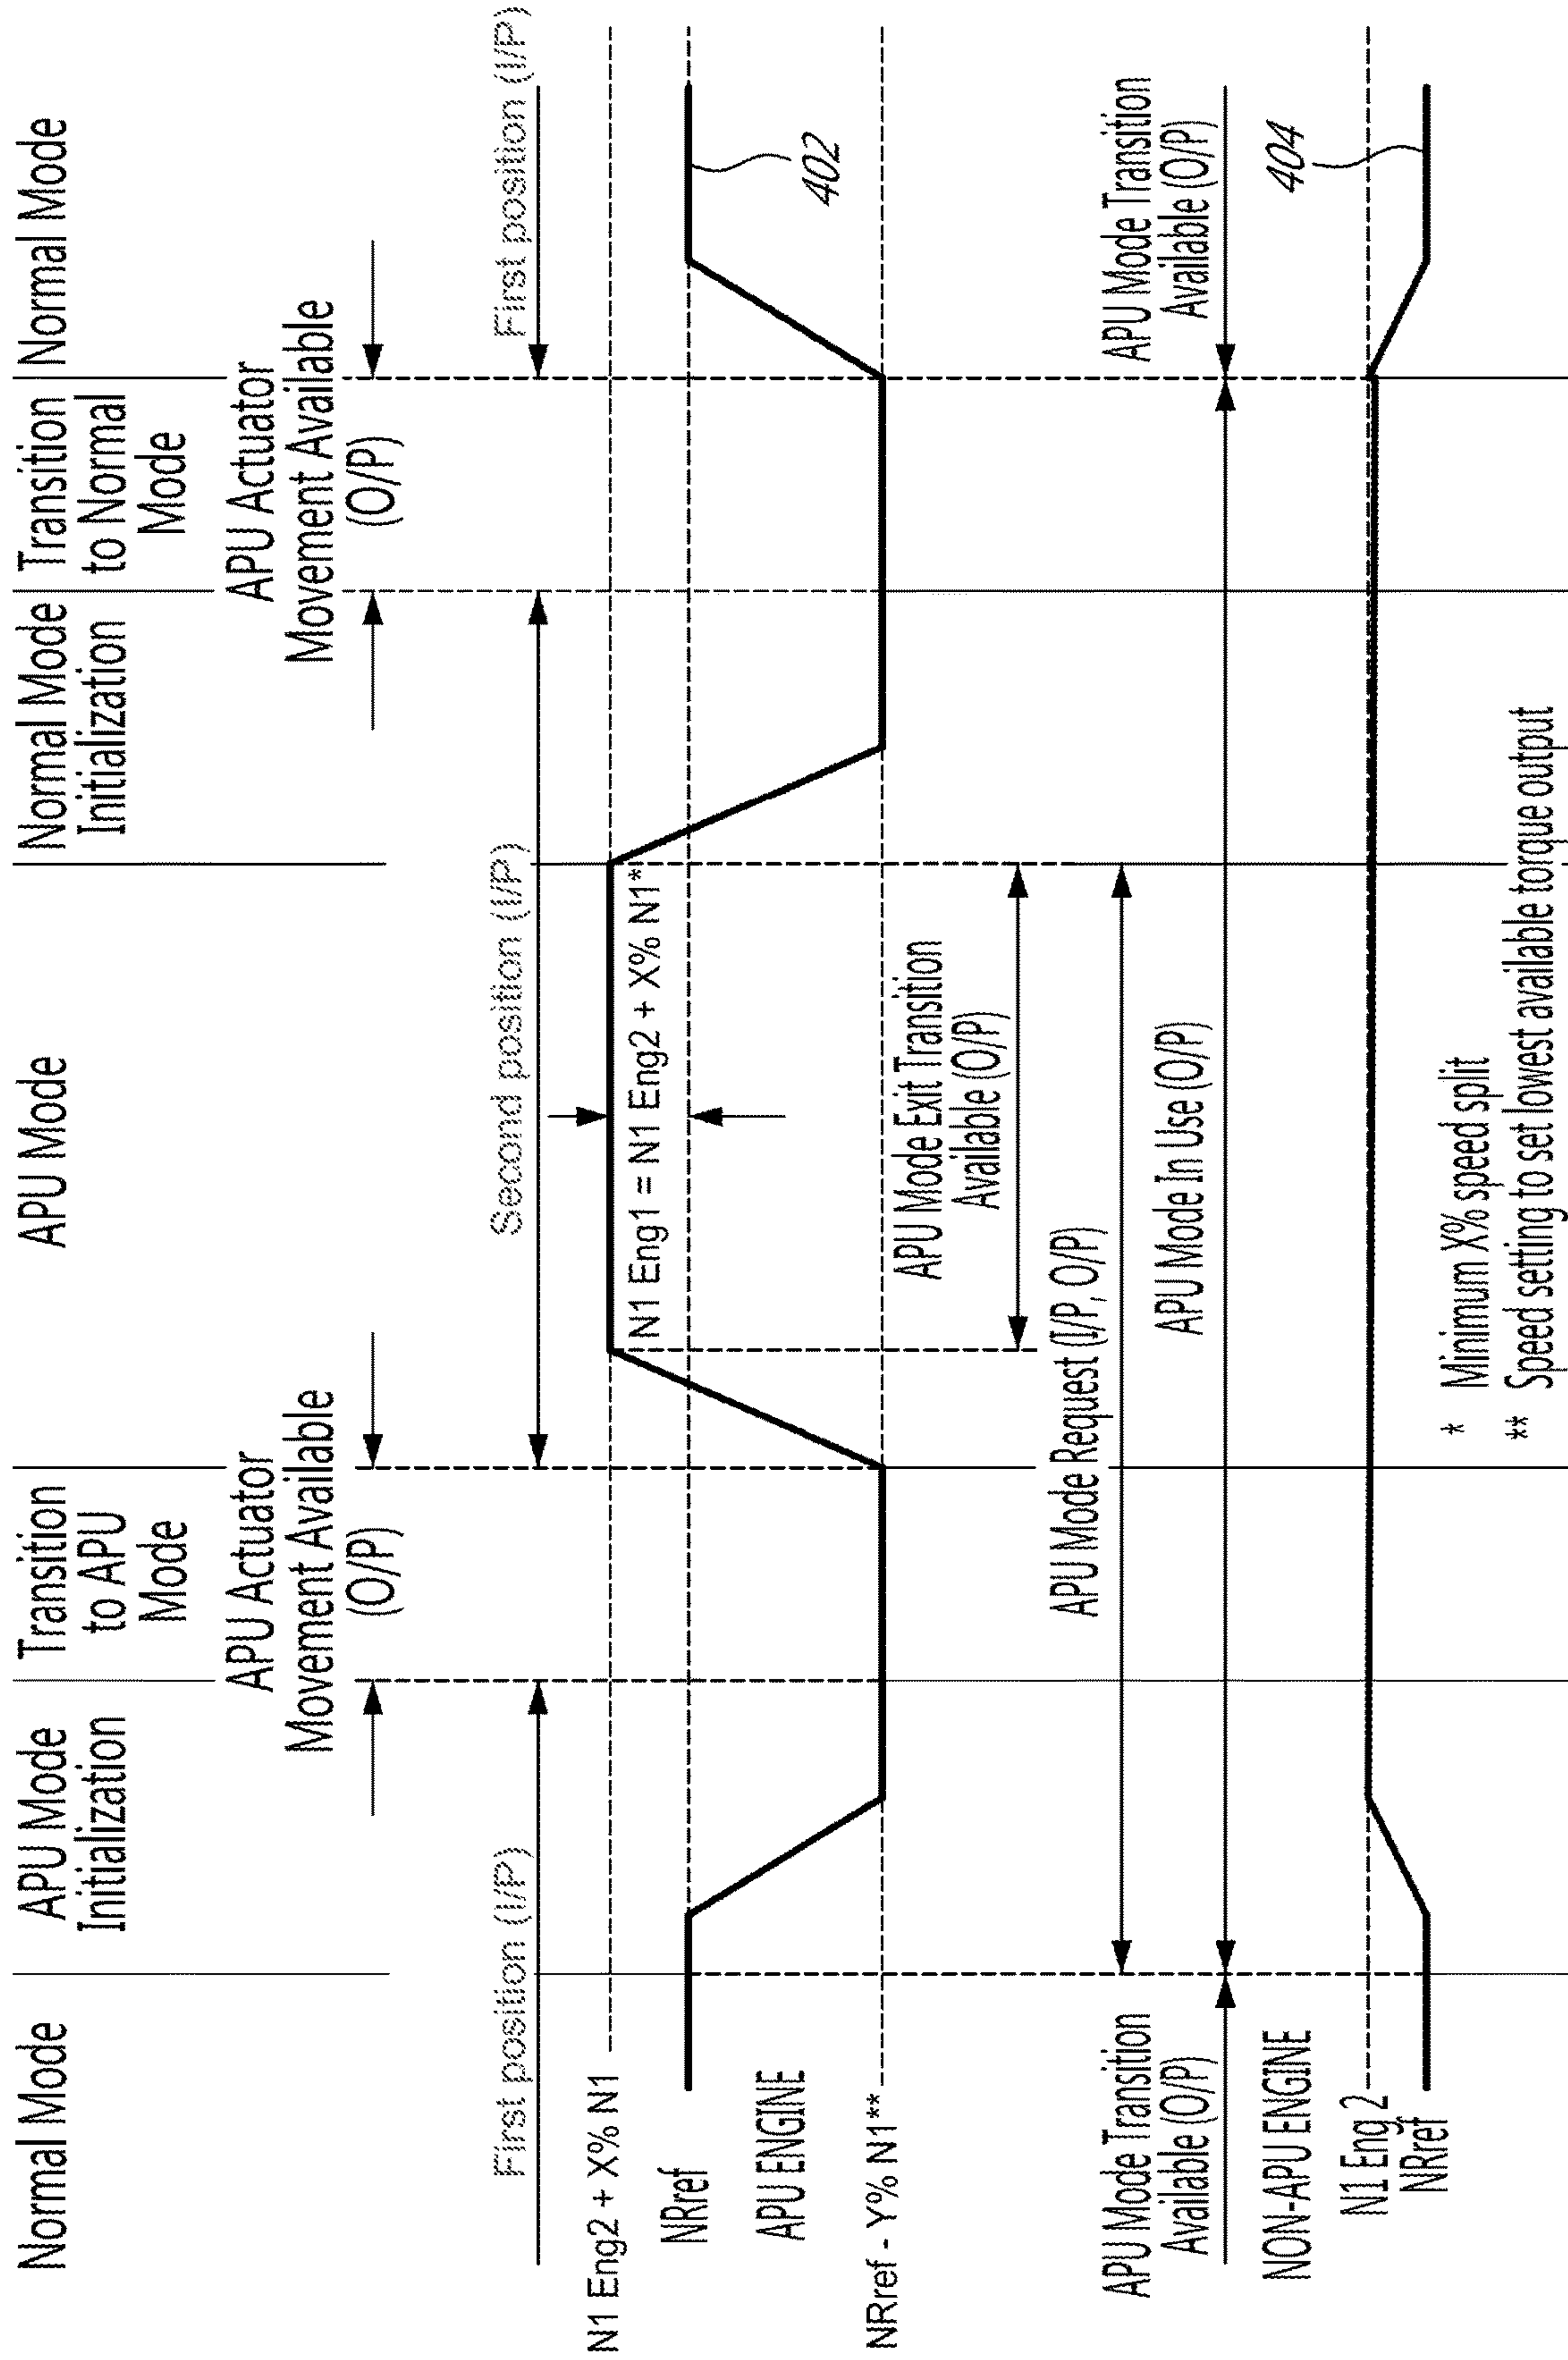 Normal Mode
APU Mode
Initialization
Transition
to APU
Mode
APU Mode
Normal Mode
Initialization
Transition
to Normal
Mode
Normal Mode
APU Actuator
Movement Available
(O/P)
APU Actuator
Movement Available
(O/P)
First position (I/P)
Second position (I/P)
First position (I/P)
N1 Eng2 + X% N1
N1 Eng1 = N1 Eng2 + X% N1*
NRref
402
APU ENGINE
NRref - Y% N1**
APU Mode Exit Transition
Available (O/P)
APU Mode Request (I/P, O/P)
APU Mode Transition
Available (O/P)
APU Mode In Use (O/P)
APU Mode Transition
Available (O/P)
NON-APU ENGINE
404
N1 Eng 2
NRref
* Minimum X% speed split
** Speed setting to set lowest available torque output